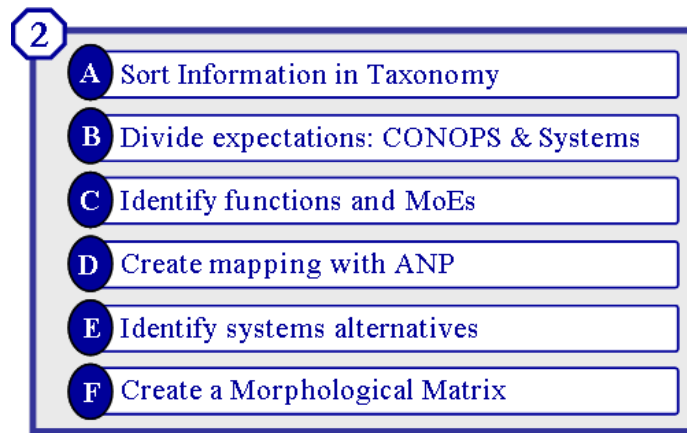 2
A Sort Information in Taxonomy
B Divide expectations: CONOPS & Systems
C Identify functions and MoEs
D Create mapping with ANP
E Identify systems alternatives
F Create a Morphological Matrix